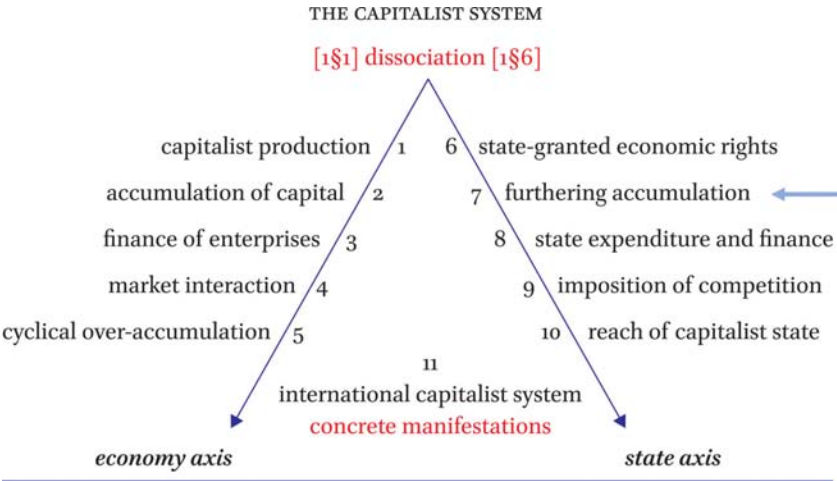 THE CAPITALIST SYSTEM
[1§1] dissociation [1§6]
capitalist production 1 6 state-granted economic rights
accumulation of capital 2 7 furthering accumulation
finance of enterprises 3 8 state expenditure and finance
market interaction 4 9 imposition of competition
cyclical over-accumulation 5 10 reach of capitalist state
11
international capitalist system
concrete manifestations
economy axis state axis